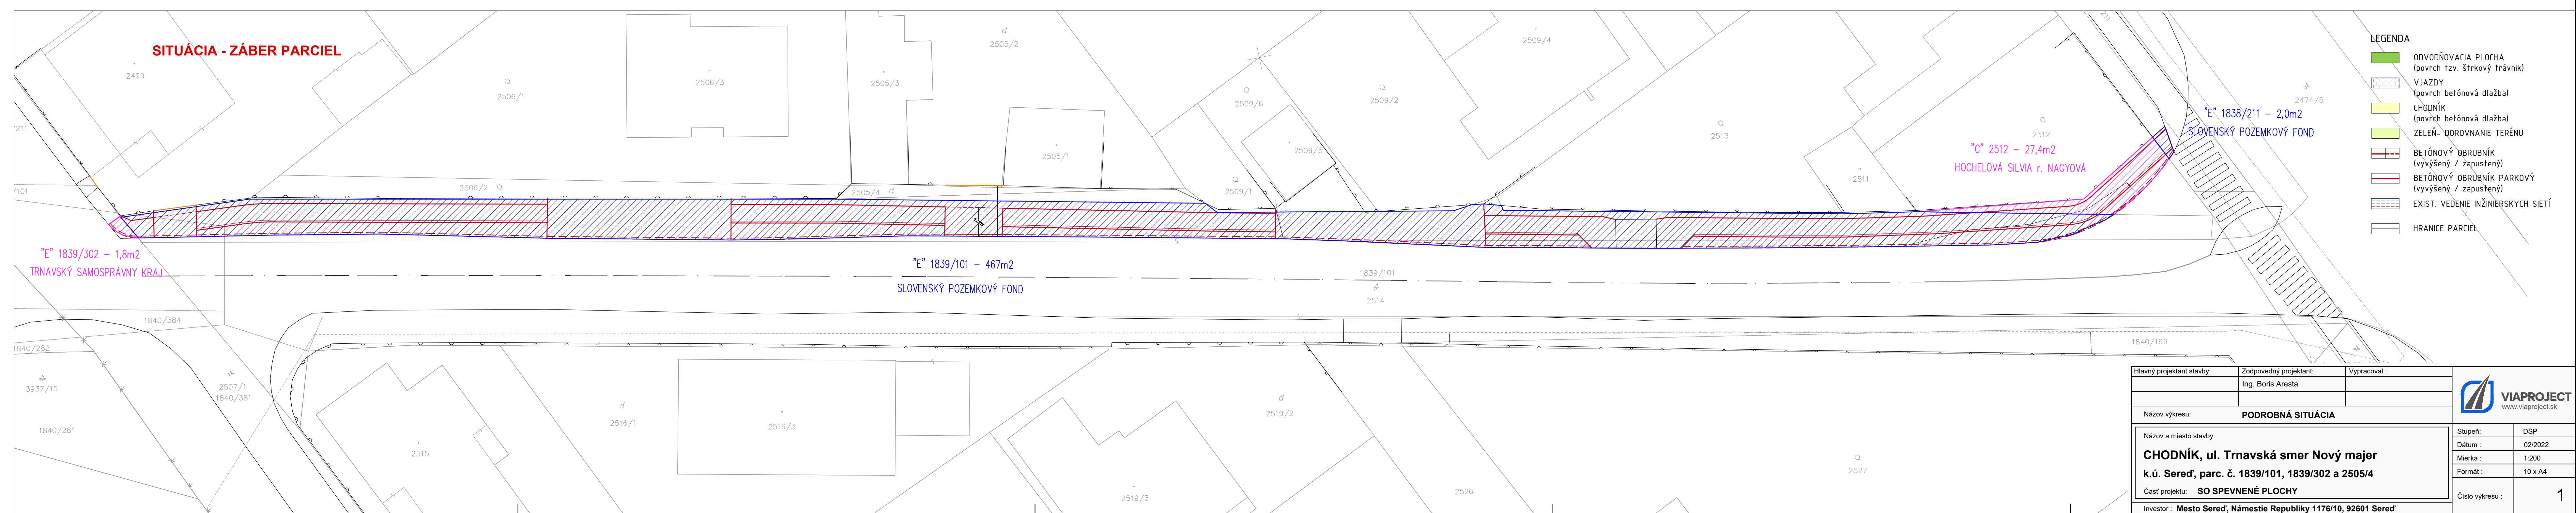 SITUÁCIA - ZÁBER PARCIEL
2499
2506/1
2506/3
2505/3
2505/2
2505/1
2509/4
2509/6
2509/2
2509/5
2509/1
2513
2511
2512
2474/5
211
/211
/101
2506/2
2505/4
"E" 1838/211 - 2,0m2
SLOVENSKÝ POZEMKOVÝ FOND
"C" 2512 - 27,4m2
HOCHELOVÁ SILVIA r. NAGYOVÁ
"E" 1839/302 - 1,8m2
TRNAVSKÝ SAMOSPRÁVNY KRAJ
"E" 1839/101 - 467m2
SLOVENSKÝ POZEMKOVÝ FOND
1839/101
2514
1840/384
1840/282
3937/15
2507/1
1840/381
1840/281
2515
2516/1
2516/3
2519/2
2519/3
2526
2527
1840/199
LEGENDA
ODVODŇOVACIA PLOCHA
(povrch tzv. štrkový trávnik)
VJAZDY
(povrch betónová dlažba)
CHODNÍK
(povrch betónová dlažba)
ZELEŇ- DOROVNANIE TERÉNU
BETÓNOVÝ OBRUBNÍK
(vyvýšený / zapustený)
BETÓNOVÝ OBRUBNÍK PARKOVÝ
(vyvýšený / zapustený)
EXIST. VEDENIE INŽINIERSKYCH SIETÍ
HRANICE PARCIEL
Hlavný projektant stavby:
Zodpovedný projektant:
Vypracoval :
Ing. Boris Aresta
Názov výkresu: PODROBNÁ SITUÁCIA
Názov a miesto stavby:
CHODNÍK, ul. Trnavská smer Nový majer
k.ú. Sereď, parc. č. 1839/101, 1839/302 a 2505/4
Časť projektu: SO SPEVNENÉ PLOCHY
Investor : Mesto Sereď, Námestie Republiky 1176/10, 92601 Sereď
VIAPROJECT
www.viaproject.sk
Stupeň: DSP
Dátum : 02/2022
Mierka : 1:200
Formát : 10 x A4
Číslo výkresu : 1